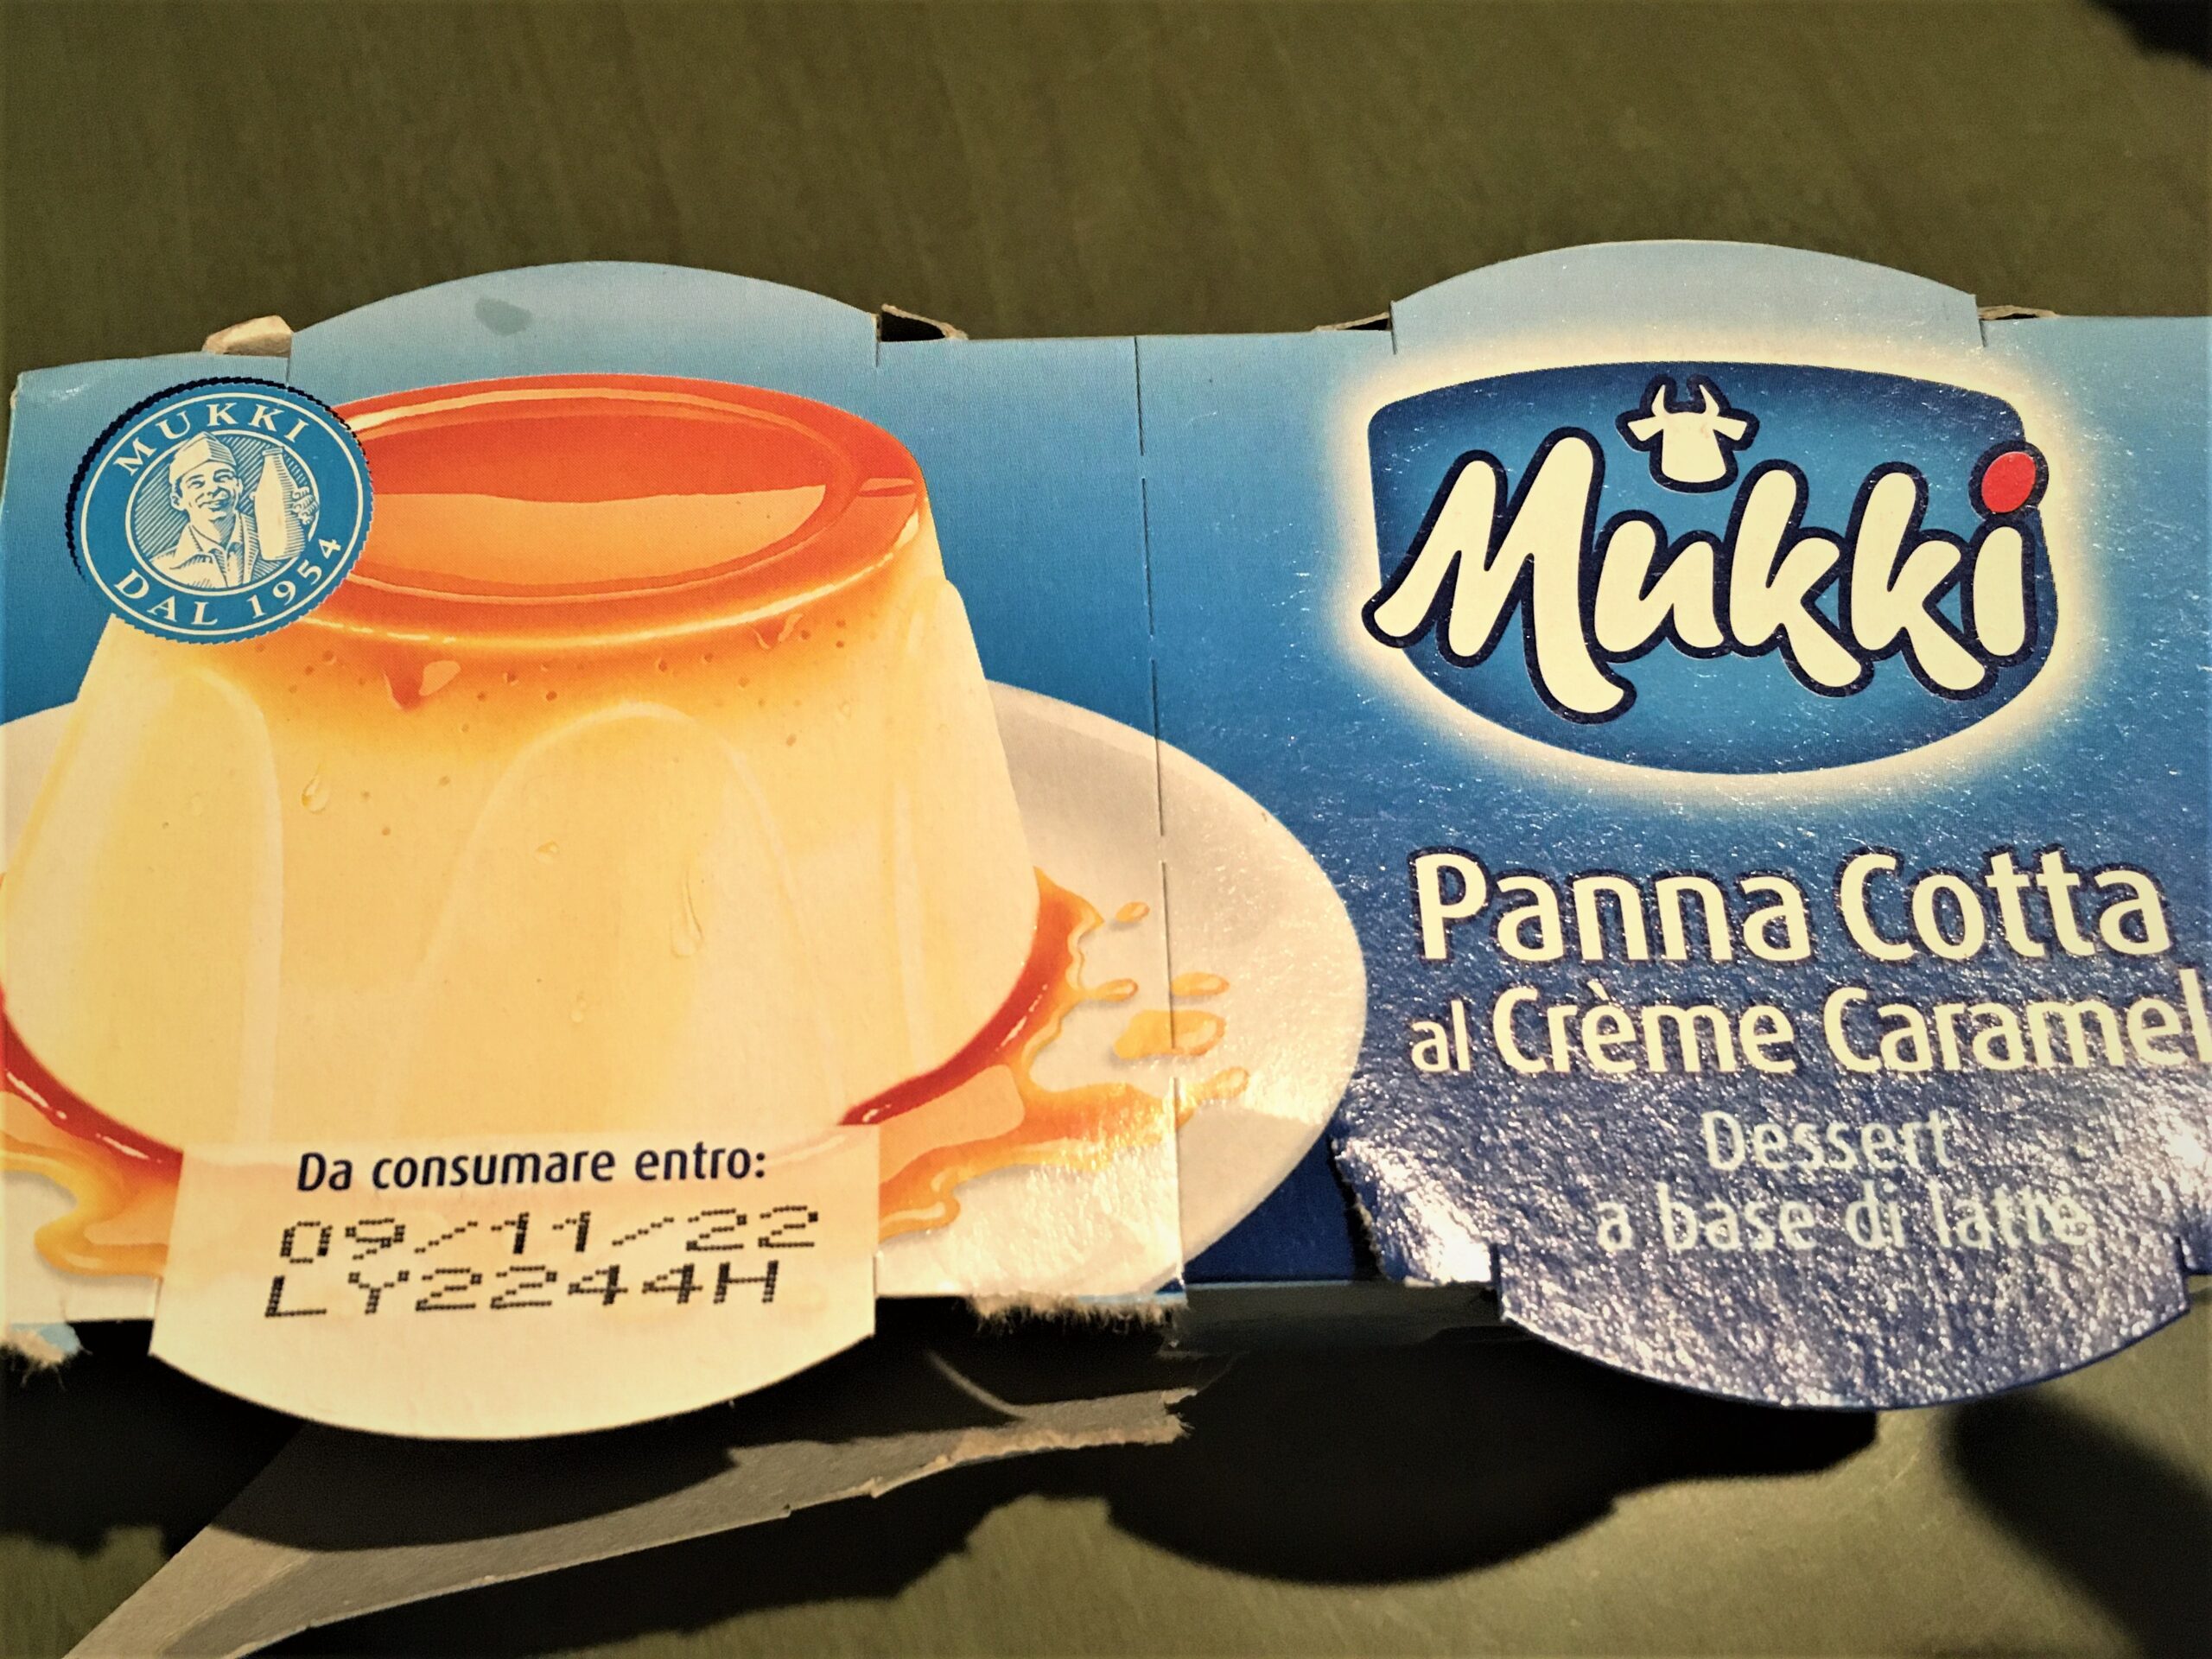 MUKKI
DAL 1954
Mukki
Panna Cotta
al Crème Caramel
Dessert
a base di latte
Da consumare entro:
09/11/22
LY2244H